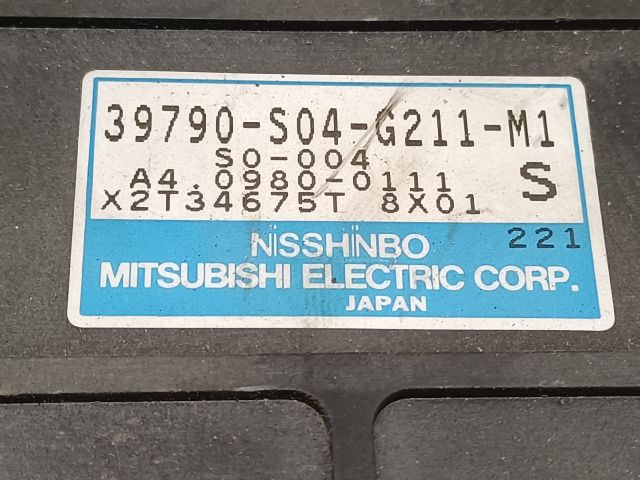 39790-S04-G211-M1
S0-004
A4.0980-0111 S
X2T34675T 8X01
221
NiSSHiNBO
MITSUBISHI ELECTRIC CORP.
JAPAN